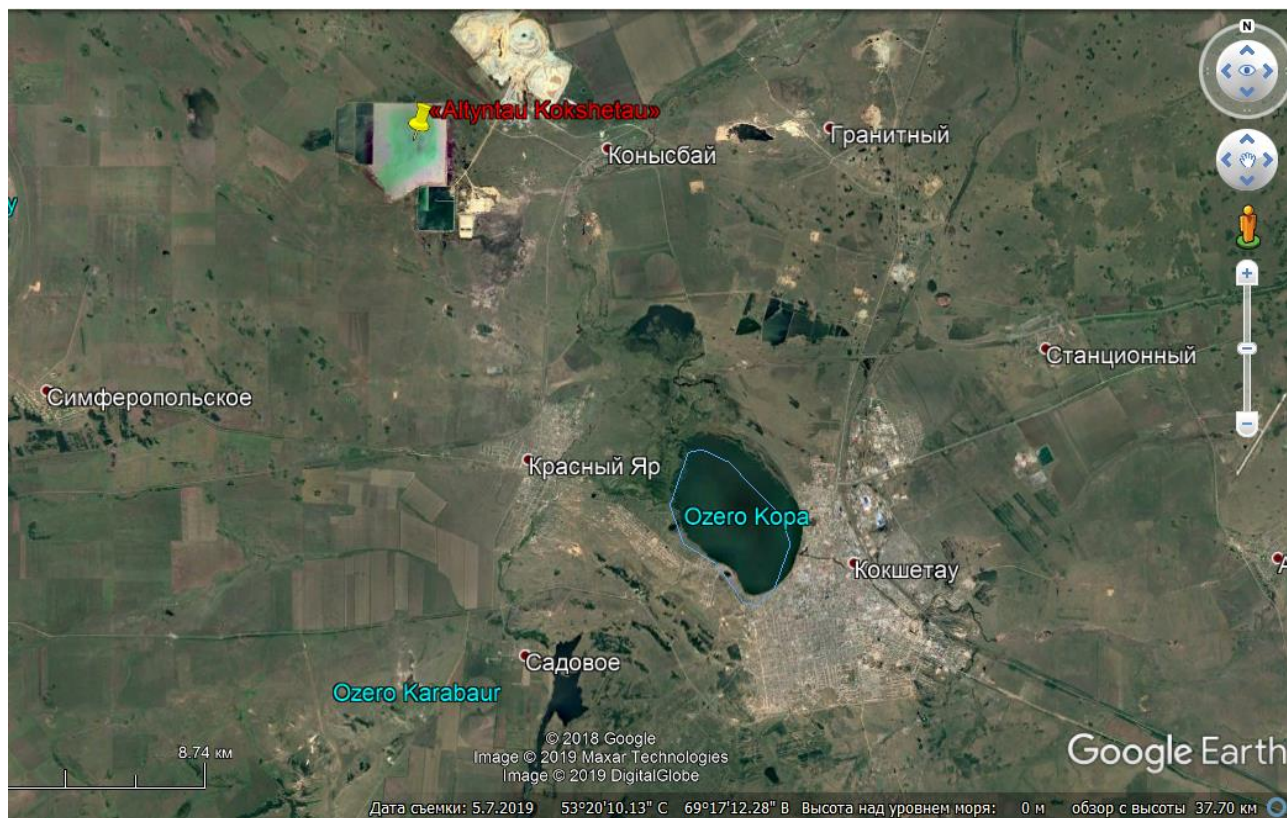 N
«Altyntau Kokshetau»
Гранитный
Конысбай
у
Станционный
Симферопольское
Красный Яр
Ozero Kopa
Кокшетау
А
Садовое
Ozero Karabaur
8.74 км
© 2018 Google
Image © 2019 Maxar Technologies
Image © 2019 DigitalGlobe
Google Earth
Дата съемки: 5.7.2019 53°20'10.13" С 69°17'12.28" В Высота над уровнем моря: 0 м обзор с высоты 37.70 км